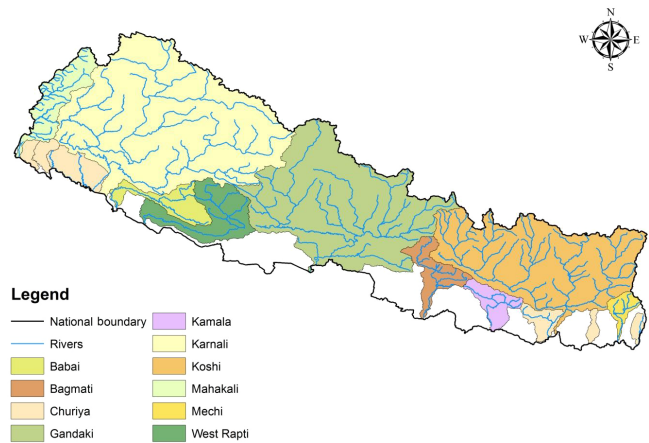 N
W
E
S
Legend
National boundary
Rivers
Babai
Bagmati
Churiya
Gandaki
Kamala
Karnali
Koshi
Mahakali
Mechi
West Rapti